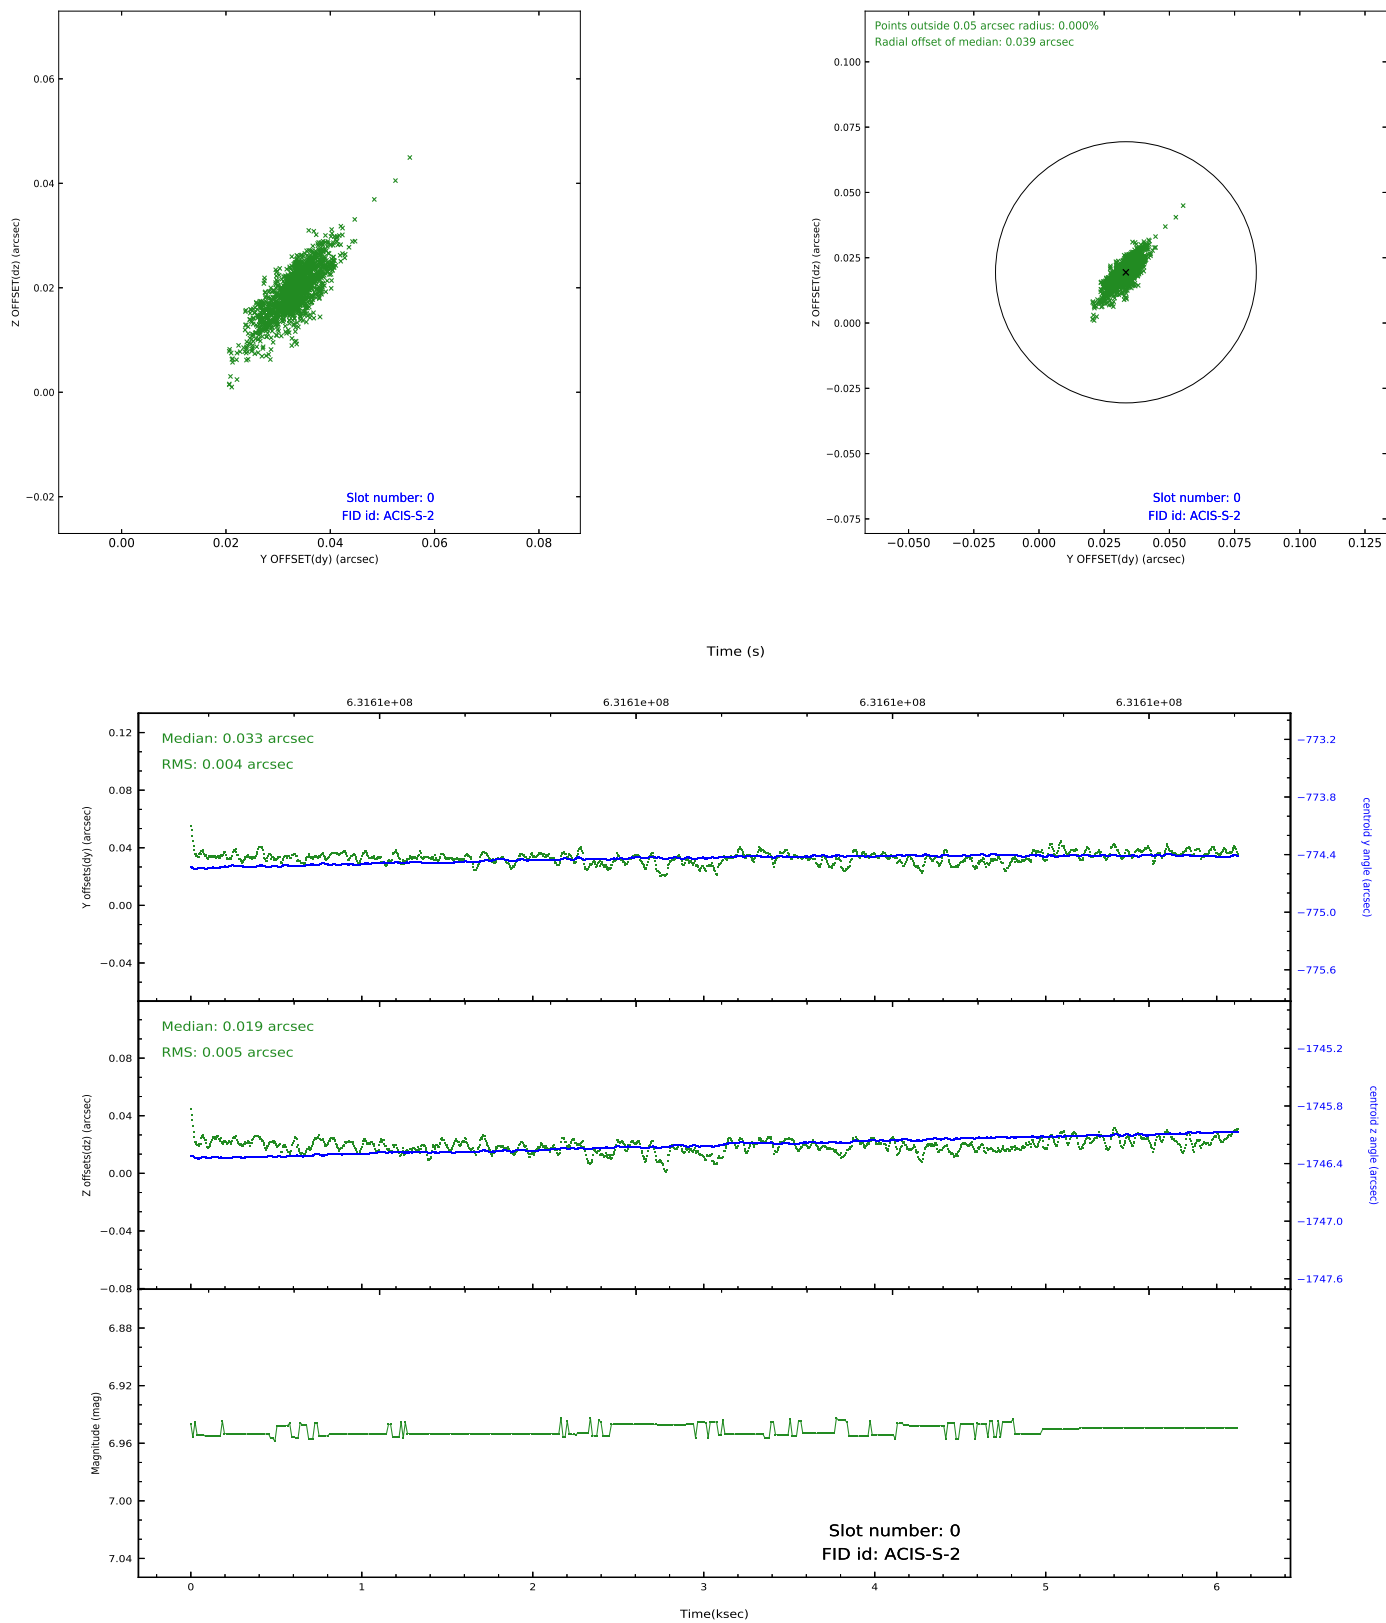 0.06
0.04
0.02
0.00
−0.02
Z OFFSET(dz) (arcsec)
Slot number: 0
FID id: ACIS-S-2
0.00 0.02 0.04 0.06 0.08
Y OFFSET(dy) (arcsec)
Points outside 0.05 arcsec radius: 0.000%
Radial offset of median: 0.039 arcsec
0.100
0.075
0.050
0.025
0.000
−0.025
−0.050
−0.075
Z OFFSET(dz) (arcsec)
Slot number: 0
FID id: ACIS-S-2
−0.050 −0.025 0.000 0.025 0.050 0.075 0.100 0.125
Y OFFSET(dy) (arcsec)
Time (s)
6.3161e+08 6.3161e+08 6.3161e+08 6.3161e+08
Median: 0.033 arcsec
RMS: 0.004 arcsec
0.12
0.08
0.04
0.00
−0.04
Y offsets(dy) (arcsec)
−773.2
−773.8
−774.4
−775.0
−775.6
centroid y angle (arcsec)
Median: 0.019 arcsec
RMS: 0.005 arcsec
0.08
0.04
0.00
−0.04
−0.08
Z offsets(dz) (arcsec)
−1745.2
−1745.8
−1746.4
−1747.0
−1747.6
centroid z angle (arcsec)
6.88
6.92
6.96
7.00
7.04
Magnitude (mag)
Slot number: 0
FID id: ACIS-S-2
0 1 2 3 4 5 6
Time(ksec)